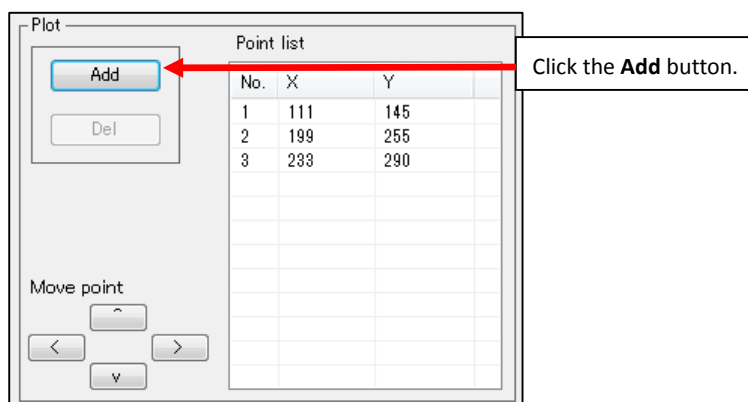 Plot
Point list
Add
Click the Add button.
No. X Y
1 111 145
Del
2 199 255
3 233 290
Move point
^
< >
v